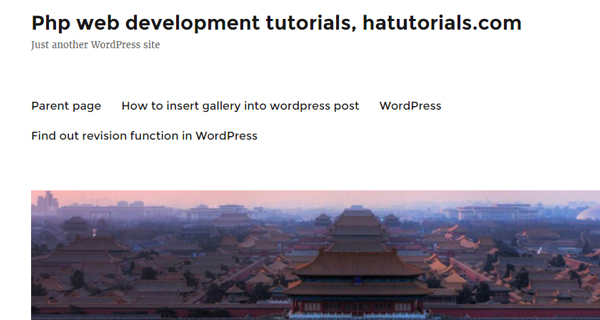 Php web development tutorials, hatutorials.com
Just another WordPress site
Parent page How to insert gallery into wordpress post WordPress
Find out revision function in WordPress